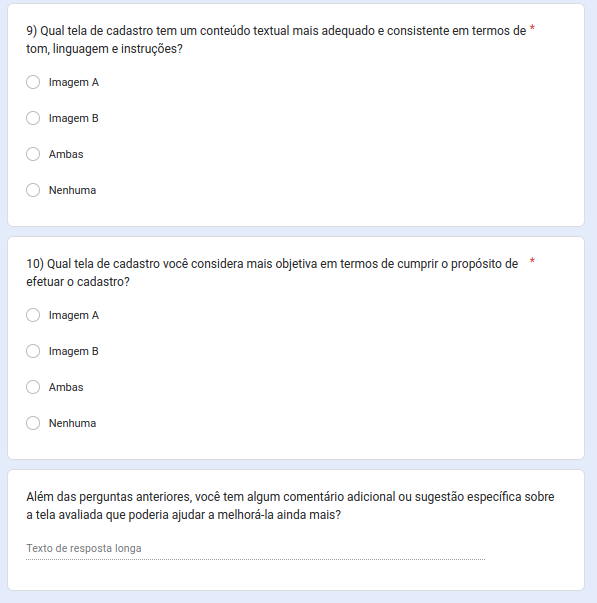 9) Qual tela de cadastro tem um conteúdo textual mais adequado e consistente em termos de *
tom, linguagem e instruções?
Imagem A
Imagem B
Ambas
Nenhuma
10) Qual tela de cadastro você considera mais objetiva em termos de cumprir o propósito de *
efetuar o cadastro?
Imagem A
Imagem B
Ambas
Nenhuma
Além das perguntas anteriores, você tem algum comentário adicional ou sugestão específica sobre
a tela avaliada que poderia ajudar a melhorá-la ainda mais?
Texto de resposta longa